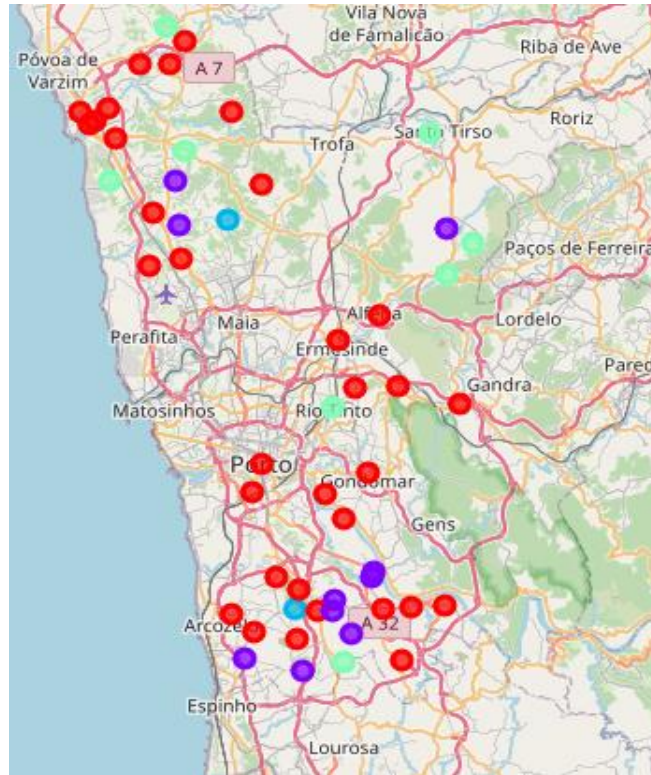 Vila Nova
de Famalicão
Póvoa de
Varzim
Riba de Ave
A 7
Roriz
Trofa
Santo Tirso
Paços de Ferreira
Alfena
Lordelo
Maia
Perafita
Ermesinde
Gandra
Pared
Matosinhos
Rio Tinto
Porto
Gondomar
Gens
Arcozelo
A 32
Espinho
Lourosa